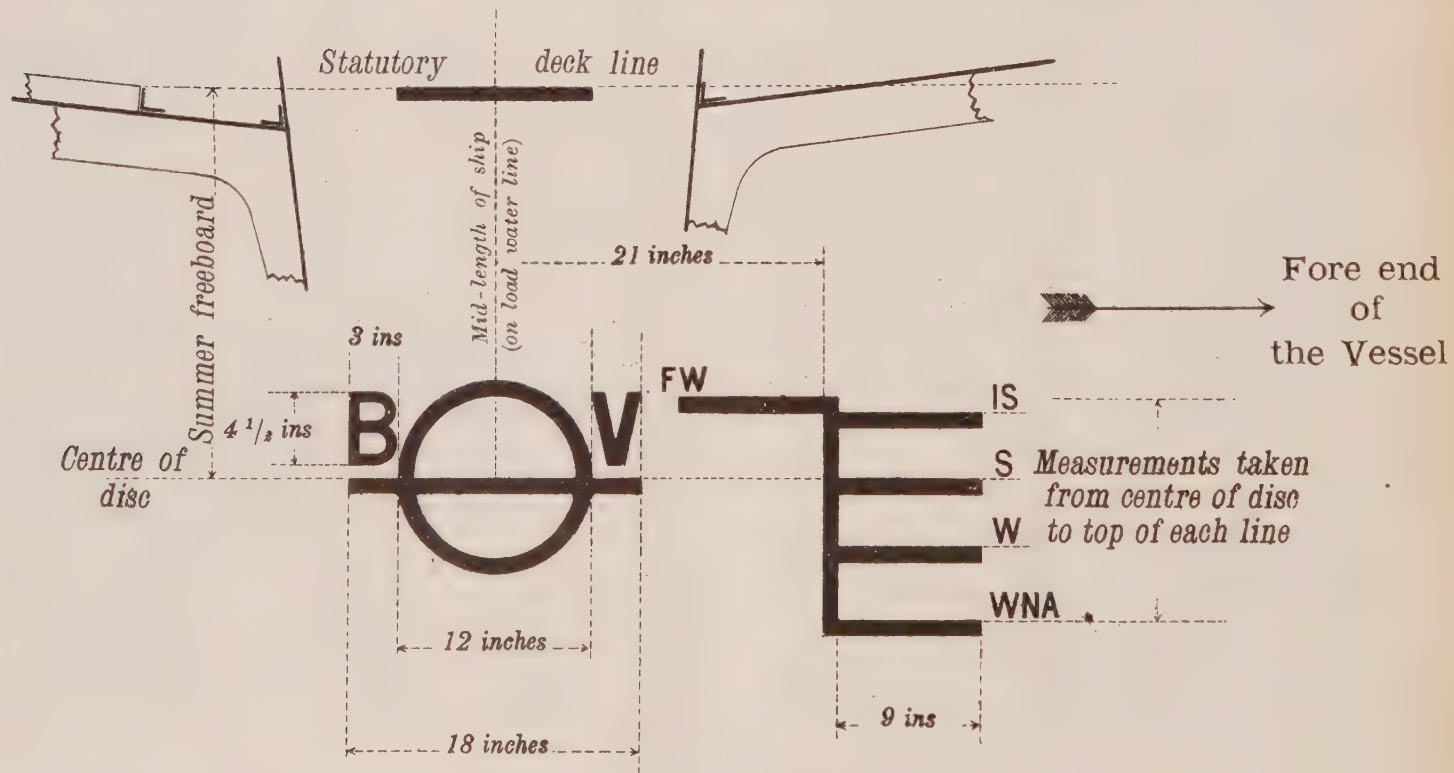 Statutory deck line
Mid-length of ship
(on load water line)
Summer freeboard
21 inches
Fore end
of
the Vessel
3 ins
4 1/2 ins
B V
FW
IS
S
W
WNA
Centre of
disc
Measurements taken
from centre of disc
to top of each line
12 inches
9 ins
18 inches